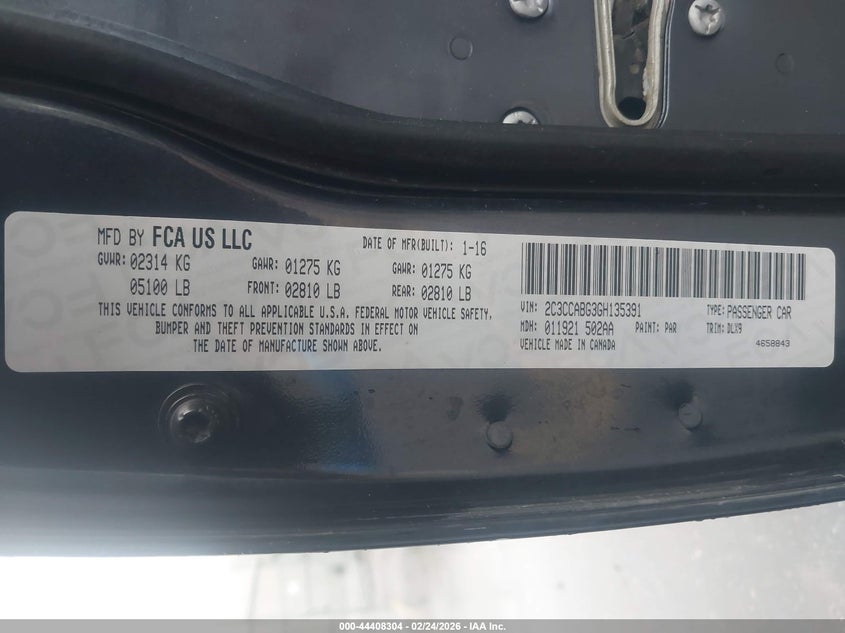 MFD BY FCA US LLC DATE OF MFR(BUILT): 1-16
GVWR: 02314 KG GAWR: 01275 KG GAWR: 01275 KG
05100 LB FRONT: 02810 LB REAR: 02810 LB
THIS VEHICLE CONFORMS TO ALL APPLICABLE U.S.A. FEDERAL MOTOR VEHICLE SAFETY,
BUMPER AND THEFT PREVENTION STANDARDS IN EFFECT ON
THE DATE OF MANUFACTURE SHOWN ABOVE.
VIN: 2C3CCABG3GH135391 TYPE: PASSENGER CAR
MDH: 011921 502AA PAINT: PAR TRIM: DLX9
VEHICLE MADE IN CANADA 4658843
000-44408304 - 02/24/2026 - IAA Inc.